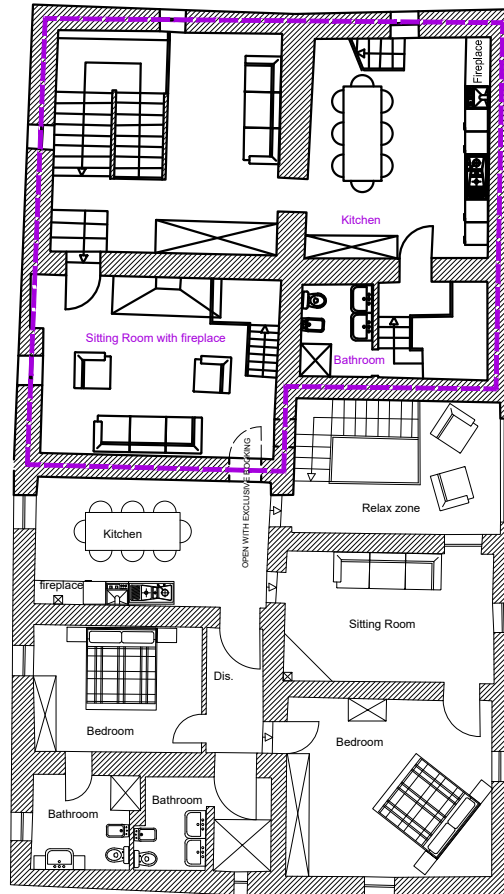 Fireplace
Kitchen
Sitting Room with fireplace
Bathroom
OPEN WITH EXCLUSIVE BOOKING
Relax zone
Kitchen
fireplace
Sitting Room
Dis.
Bedroom
Bedroom
Bathroom
Bathroom